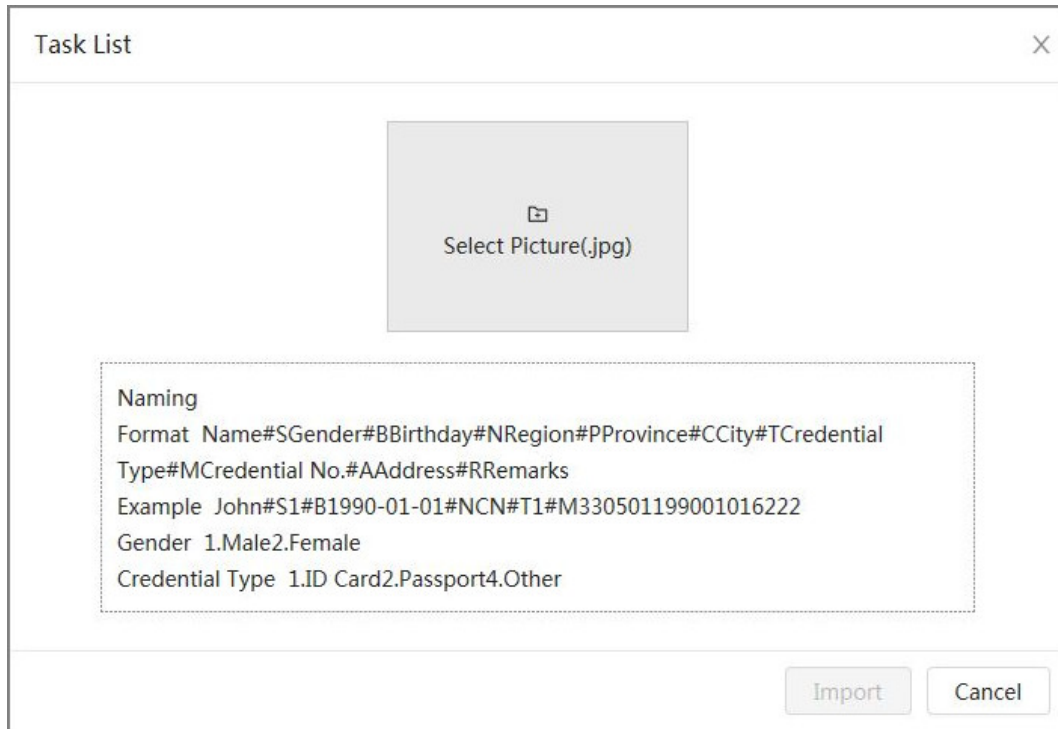 Task List
Select Picture(.jpg)
Naming
Format  Name#SGender#BBirthday#NRegion#PProvince#CCity#TCredential
Type#MCredential No.#AAddress#RRemarks
Example  John#S1#B1990-01-01#NCN#T1#M330501199001016222
Gender  1.Male2.Female
Credential Type  1.ID Card2.Passport4.Other
Import
Cancel